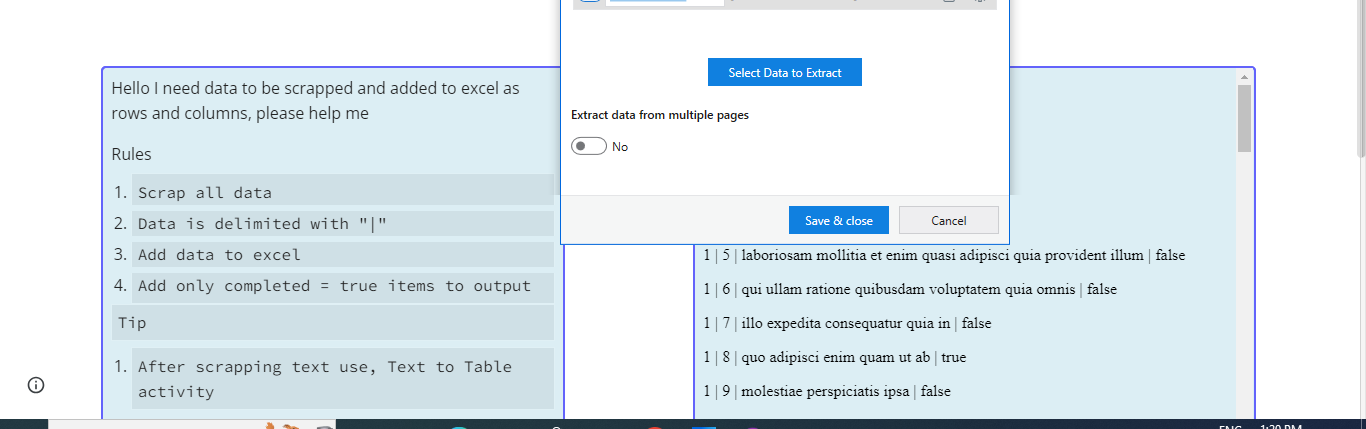 Hello I need data to be scrapped and added to excel as
rows and columns, please help me
Rules
1. Scrap all data
2. Data is delimited with "|"
3. Add data to excel
4. Add only completed = true items to output
Tip
1. After scrapping text use, Text to Table
activity
Select Data to Extract
Extract data from multiple pages
No
Save & close
Cancel
1 | 5 | laboriosam mollitia et enim quasi adipisci quia provident illum | false
1 | 6 | qui ullam ratione quibusdam voluptatem quia omnis | false
1 | 7 | illo expedita consequatur quia in | false
1 | 8 | quo adipisci enim quam ut ab | true
1 | 9 | molestiae perspiciatis ipsa | false
ENG
1:20 PM